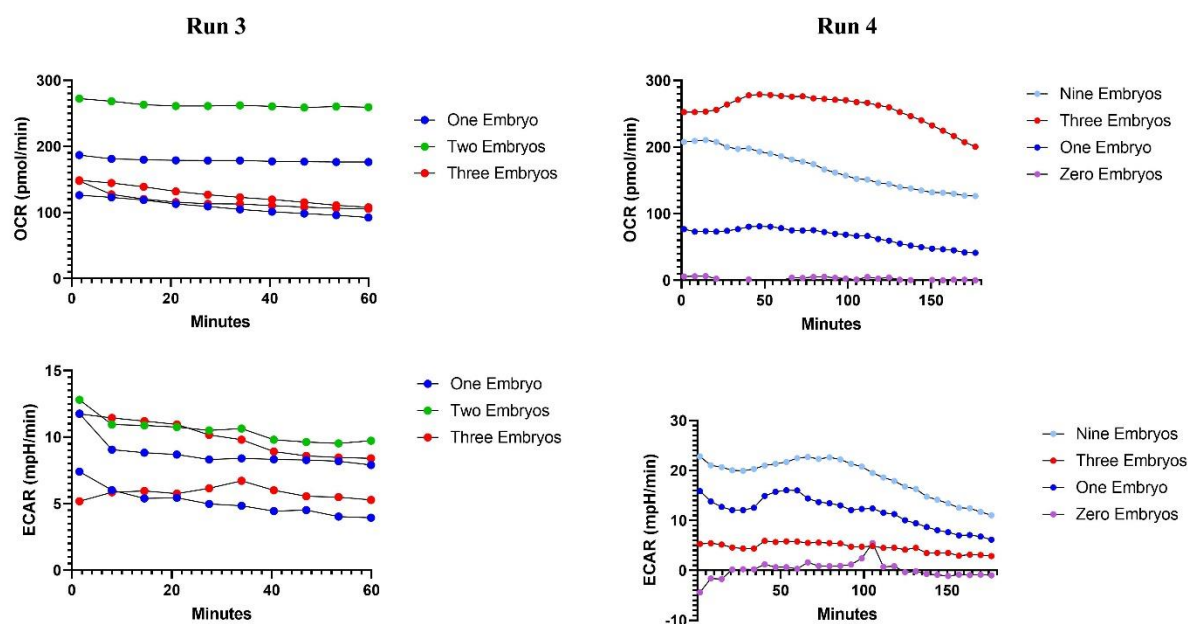 Run 3
Run 4
OCR (pmol/min)
300
200
100
0
0
20
40
60
Minutes
One Embryo
Two Embryos
Three Embryos
OCR (pmol/min)
300
200
100
0
0
50
100
150
Minutes
Nine Embryos
Three Embryos
One Embryo
Zero Embryos
ECAR (mpH/min)
15
10
5
0
0
20
40
60
Minutes
One Embryo
Two Embryos
Three Embryos
ECAR (mpH/min)
30
20
10
0
-10
50
100
150
Minutes
Nine Embryos
Three Embryos
One Embryo
Zero Embryos